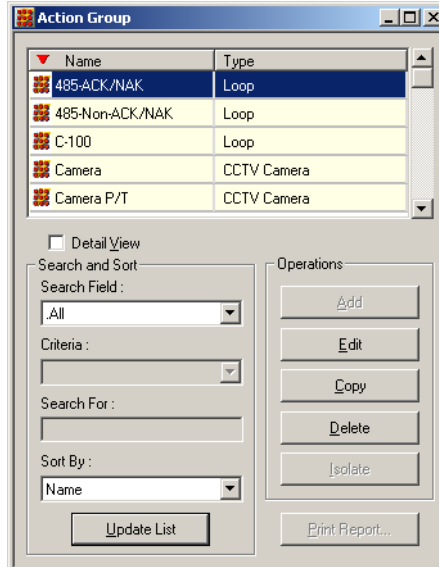 Action Group
Name Type
485-ACK/NAK Loop
485-Non-ACK/NAK Loop
C-100 Loop
Camera CCTV Camera
Camera P/T CCTV Camera
Detail View
Search and Sort
Search Field :
.All
Criteria :
Search For :
Sort By :
Name
Update List
Operations
Add
Edit
Copy
Delete
Isolate
Print Report...